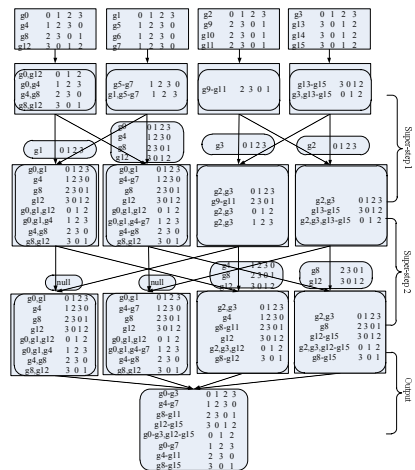 g0 0 1 2 3
g4 1 2 3 0
g8 2 3 0 1
g12 3 0 1 2
g1 0 1 2 3
g5 1 2 3 0
g6 1 2 3 0
g7 1 2 3 0
g2 0 1 2 3
g9 2 3 0 1
g10 2 3 0 1
g11 2 3 0 1
g3 0 1 2 3
g13 3 0 1 2
g14 3 0 1 2
g15 3 0 1 2
g0,g12 0 1 2
g0,g4 1 2 3
g4,g8 2 3 0
g8,g12 3 0 1
g5-g7 1 2 3 0
g1,g5-g7 1 2 3
g9-g11 2 3 0 1
g13-g15 3 0 1 2
g3,g13-g15 0 1 2
Super-step1
g1 0 1 2 3
0 1 2 3
g4 1 2 3 0
g8 2 3 0 1
g12 3 0 1 2
g3 0 1 2 3
g2 0 1 2 3
g0,g1 0 1 2 3
g4 1 2 3 0
g8 2 3 0 1
g12 3 0 1 2
g0,g1,g12 0 1 2
g0,g1,g4 1 2 3
g4,g8 2 3 0
g8,g12 3 0 1
g0,g1 0 1 2 3
g4-g7 1 2 3 0
g8 2 3 0 1
g12 3 0 1 2
g0,g1,g12 0 1 2
g0,g1,g4-g7 1 2 3
g4-g8 2 3 0
g8,g12 3 0 1
g2,g3 0 1 2 3
g9-g11 2 3 0 1
g2,g3 0 1 2
g2,g3 1 2 3
g2,g3 0 1 2 3
g13-g15 3 0 1 2
g2,g3,g13-g15 0 1 2
Super-step 2
null
null
g4 1 2 3 0
g8 2 3 0 1
g12 3 0 1 2
g8 2 3 0 1
g12 3 0 1 2
g0,g1 0 1 2 3
g4 1 2 3 0
g8 2 3 0 1
g12 3 0 1 2
g0,g1,g12 0 1 2
g0,g1,g4 1 2 3
g4,g8 2 3 0
g8,g12 3 0 1
g0,g1 0 1 2 3
g4-g7 1 2 3 0
g8 2 3 0 1
g12 3 0 1 2
g0,g1,g12 0 1 2
g0,g1,g4-g7 1 2 3
g4-g8 2 3 0
g8,g12 3 0 1
g2,g3 0 1 2 3
g4 1 2 3 0
g8-g11 2 3 0 1
g12 3 0 1 2
g2,g3,g12 0 1 2
g8-g12 3 0 1
g2,g3 0 1 2 3
g8 2 3 0 1
g12-g15 3 0 1 2
g2,g3,g12-g15 0 1 2
g8-g15 3 0 1
Output
g0-g3 0 1 2 3
g4-g7 1 2 3 0
g8-g11 2 3 0 1
g12-g15 3 0 1 2
g0-g3,g12-g15 0 1 2
g0-g7 1 2 3
g4-g11 2 3 0
g8-g15 3 0 1